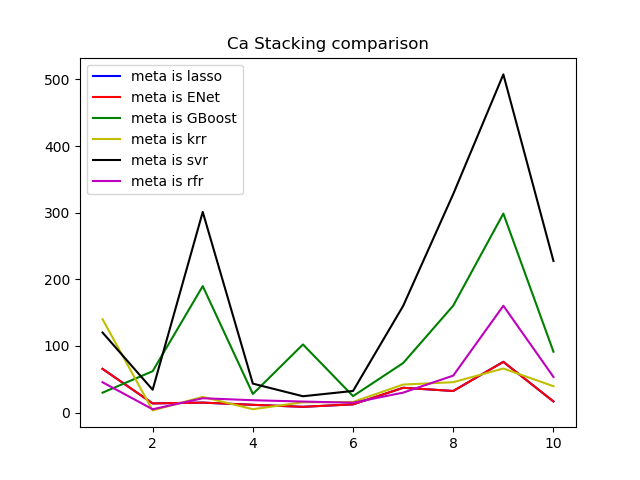 Ca Stacking comparison
500
400
300
200
100
0
meta is lasso
meta is ENet
meta is GBoost
meta is krr
meta is svr
meta is rfr
2 4 6 8 10